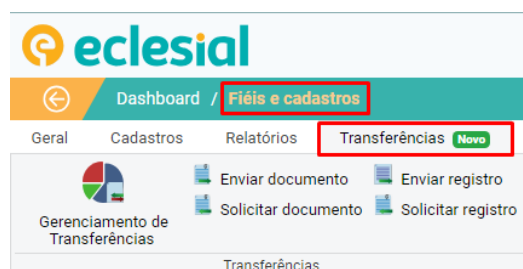 eclesial
Dashboard / Fiéis e cadastros
Geral Cadastros Relatórios Transferências Novo
Enviar documento Enviar registro
Solicitar documento Solicitar registro
Gerenciamento de
Transferências
Transferências